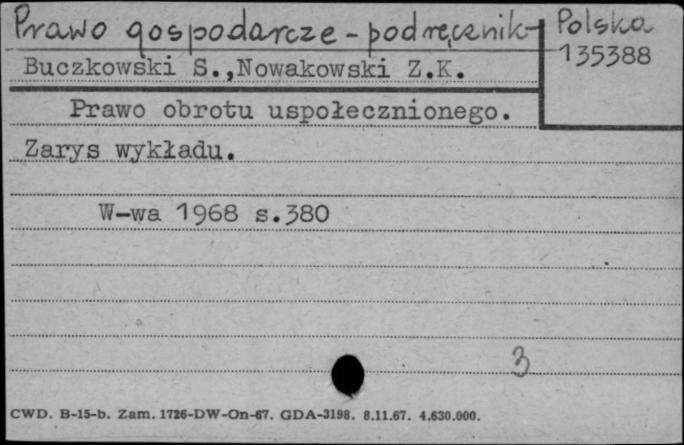 Prawo gospodarcze - podręcznik- Polska
135388
Buczkowski S.,Nowakowski Z.K.
Prawo obrotu uspołecznionego.
Zarys wykładu.
W-wa 1968 s.380
3
CWD. B-15-b. Zam. 1726-DW-On-67. GDA-3198. 8.11.67. 4.630.000.